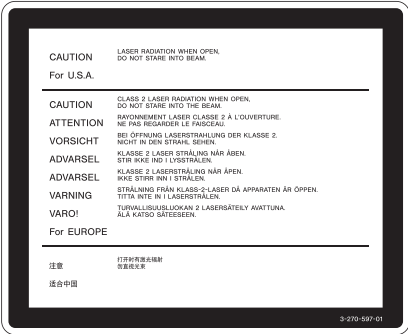 CAUTION LASER RADIATION WHEN OPEN,
DO NOT STARE INTO BEAM.
For U.S.A.
CAUTION CLASS 2 LASER RADIATION WHEN OPEN,
DO NOT STARE INTO THE BEAM.
ATTENTION RAYONNEMENT LASER CLASSE 2 À L'OUVERTURE.
NE PAS REGARDER LE FAISCEAU.
VORSICHT BEI ÖFFNUNG LASERSTRAHLUNG DER KLASSE 2.
NICHT IN DEN STRAHL SEHEN.
ADVARSEL KLASSE 2 LASER STRÅLING NÅR ÅBEN.
STIR IKKE IND I LYSSTRÅLEN.
ADVARSEL KLASSE 2 LASERSTRÅLING NÅR ÅPEN.
IKKE STIRR INN I STRÅLEN.
VARNING STRÅLNING FRÅN KLASS-2-LASER DÅ APPARATEN ÄR ÖPPEN.
TITTA INTE IN I LASERSTRÅLEN.
VARO! TURVALLISUUSLUOKAN 2 LASERSÄTEILY AVATTUNA.
ÄLÄ KATSO SÄTEESEEN.
For EUROPE
注意 打开时有激光辐射
勿直视光束
适合中国
3-270-597-01